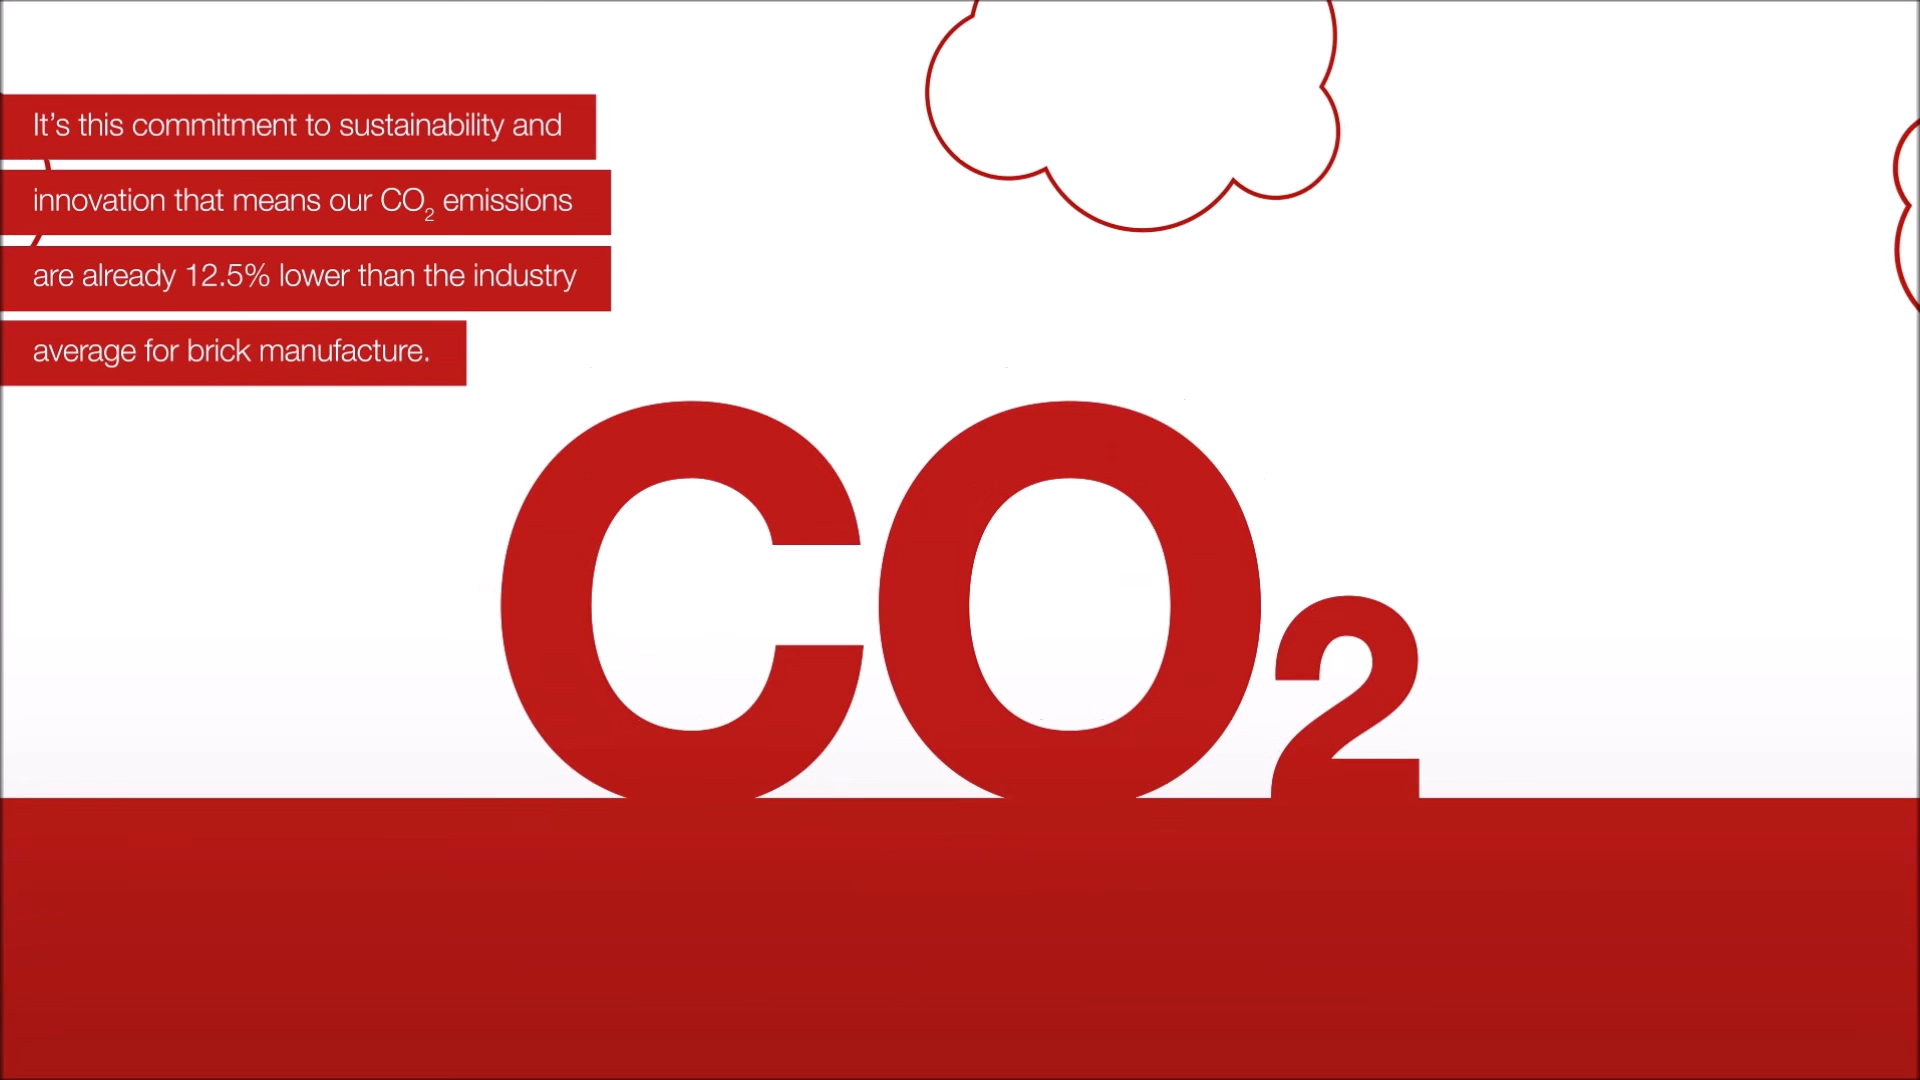 It’s this commitment to sustainability and
innovation that means our CO₂ emissions
are already 12.5% lower than the industry
average for brick manufacture.
CO₂